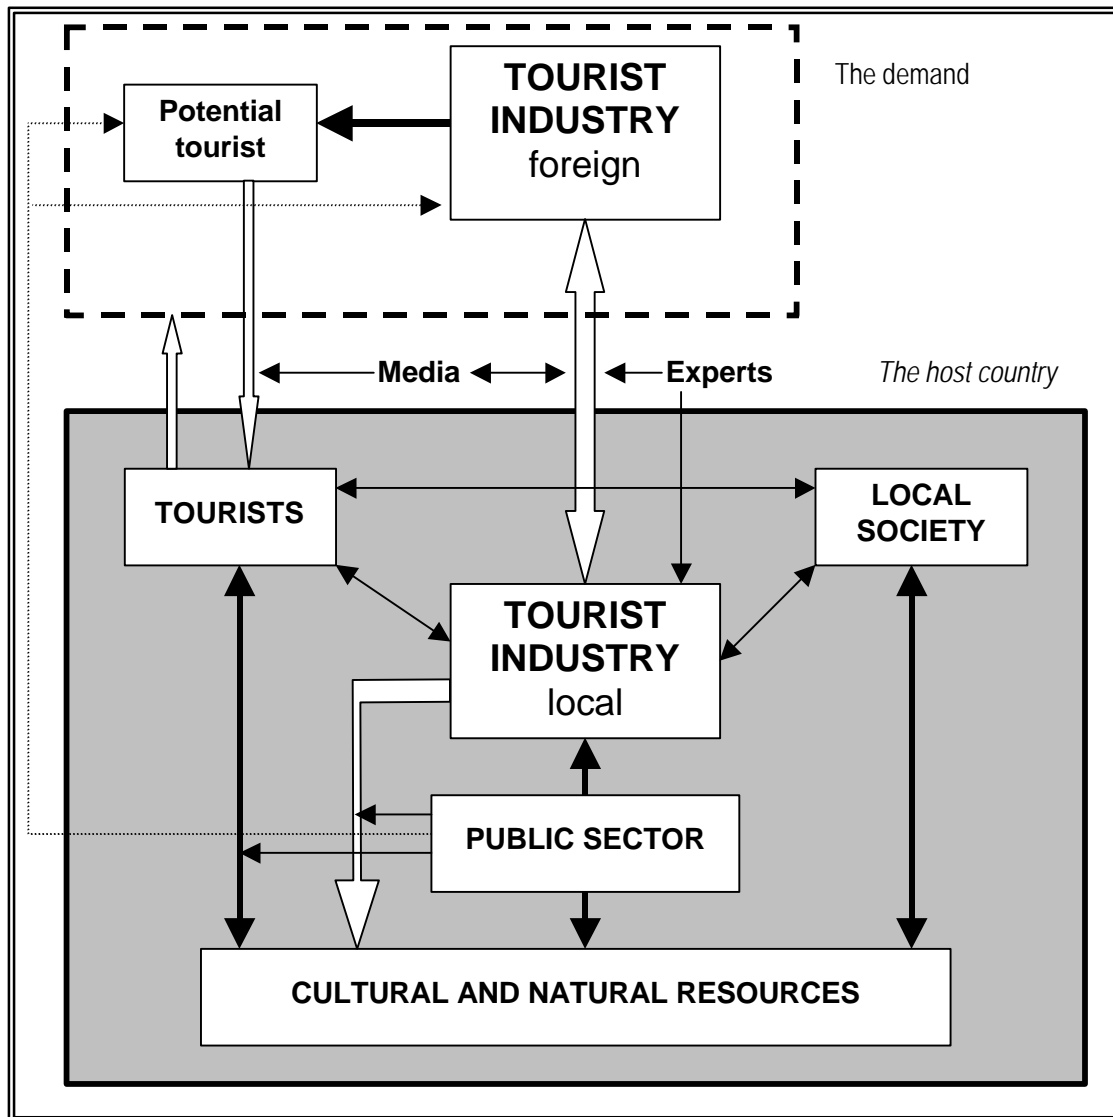 TOURIST
INDUSTRY
foreign
The demand
Potential
tourist
Media
Experts
The host country
TOURISTS
LOCAL
SOCIETY
TOURIST
INDUSTRY
local
PUBLIC SECTOR
CULTURAL AND NATURAL RESOURCES